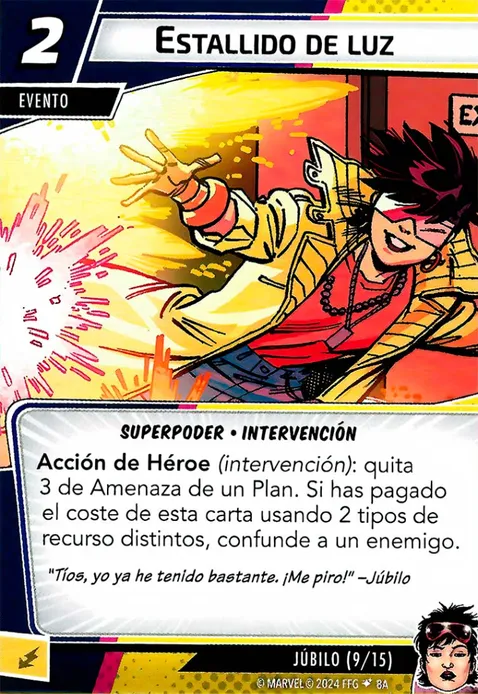 2
ESTALLIDO DE LUZ
EVENTO
EX
SUPERPODER • INTERVENCIÓN
Acción de Héroe (intervención): quita
3 de Amenaza de un Plan. Si has pagado
el coste de esta carta usando 2 tipos de
recurso distintos, confunde a un enemigo.
"Tíos, yo ya he tenido bastante. ¡Me piro!" –Júbilo
JÚBILO (9/15)
© MARVEL © 2024 FFG 8A